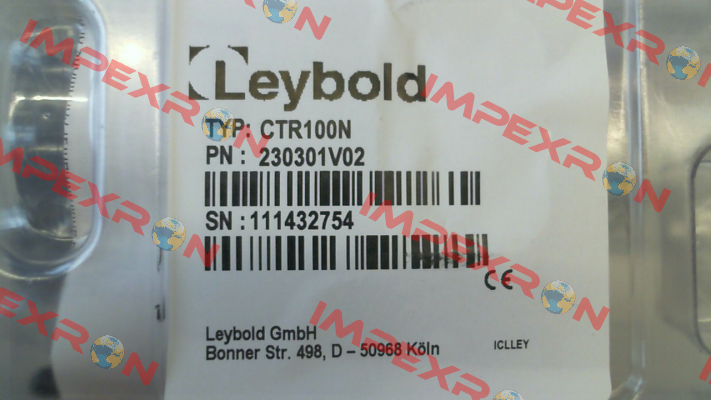 Leybold
TYP: CTR100N
PN : 230301V02
SN : 111432754
CE
Leybold GmbH
Bonner Str. 498, D – 50968 Köln
ICLLEY
IMPEXRON
IMPEXRON
IMPEXRON
IMPEXRON
IMPEXRON
IMPEXRON